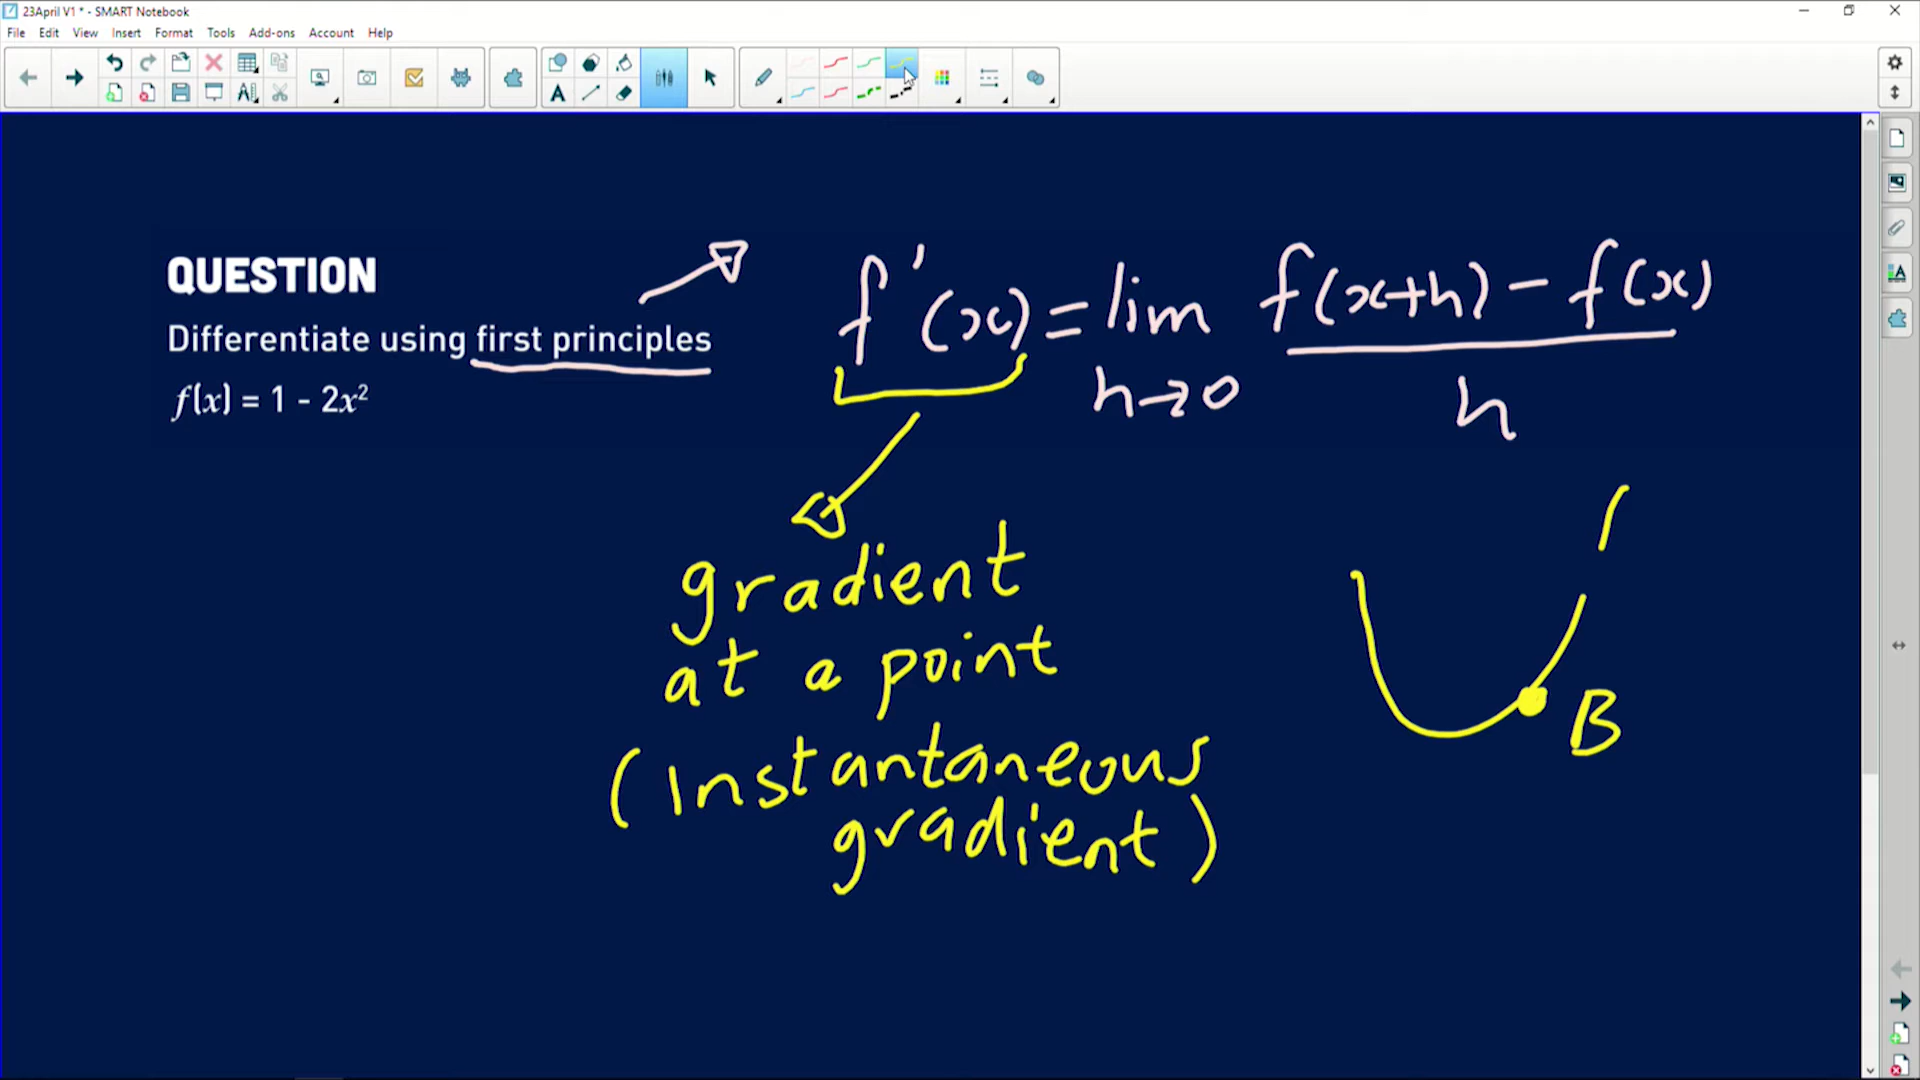 23April V1 * - SMART Notebook
File Edit View Insert Format Tools Add-ons Account Help
QUESTION
Differentiate using first principles
f(x) = 1 - 2x²
f'(x) = lim h→0 f(x+h) - f(x)
h
gradient
at a point
(Instantaneous
gradient)
B